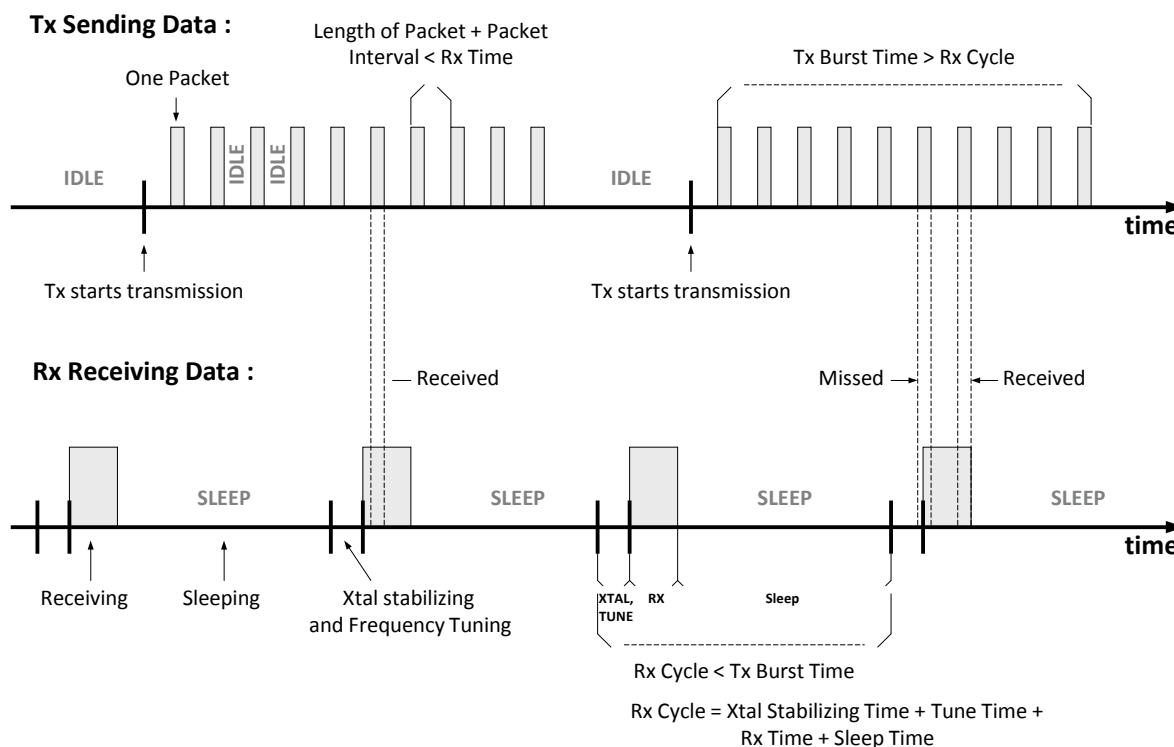 Tx Sending Data :
Length of Packet + Packet
Interval < Rx Time
Tx Burst Time > Rx Cycle
One Packet
IDLE
IDLE
IDLE
IDLE
time
Tx starts transmission
Tx starts transmission
Rx Receiving Data :
Received
Missed
Received
SLEEP
SLEEP
SLEEP
SLEEP
time
Receiving
Sleeping
Xtal stabilizing
and Frequency Tuning
XTAL,
TUNE
RX
Sleep
Rx Cycle < Tx Burst Time
Rx Cycle = Xtal Stabilizing Time + Tune Time +
Rx Time + Sleep Time